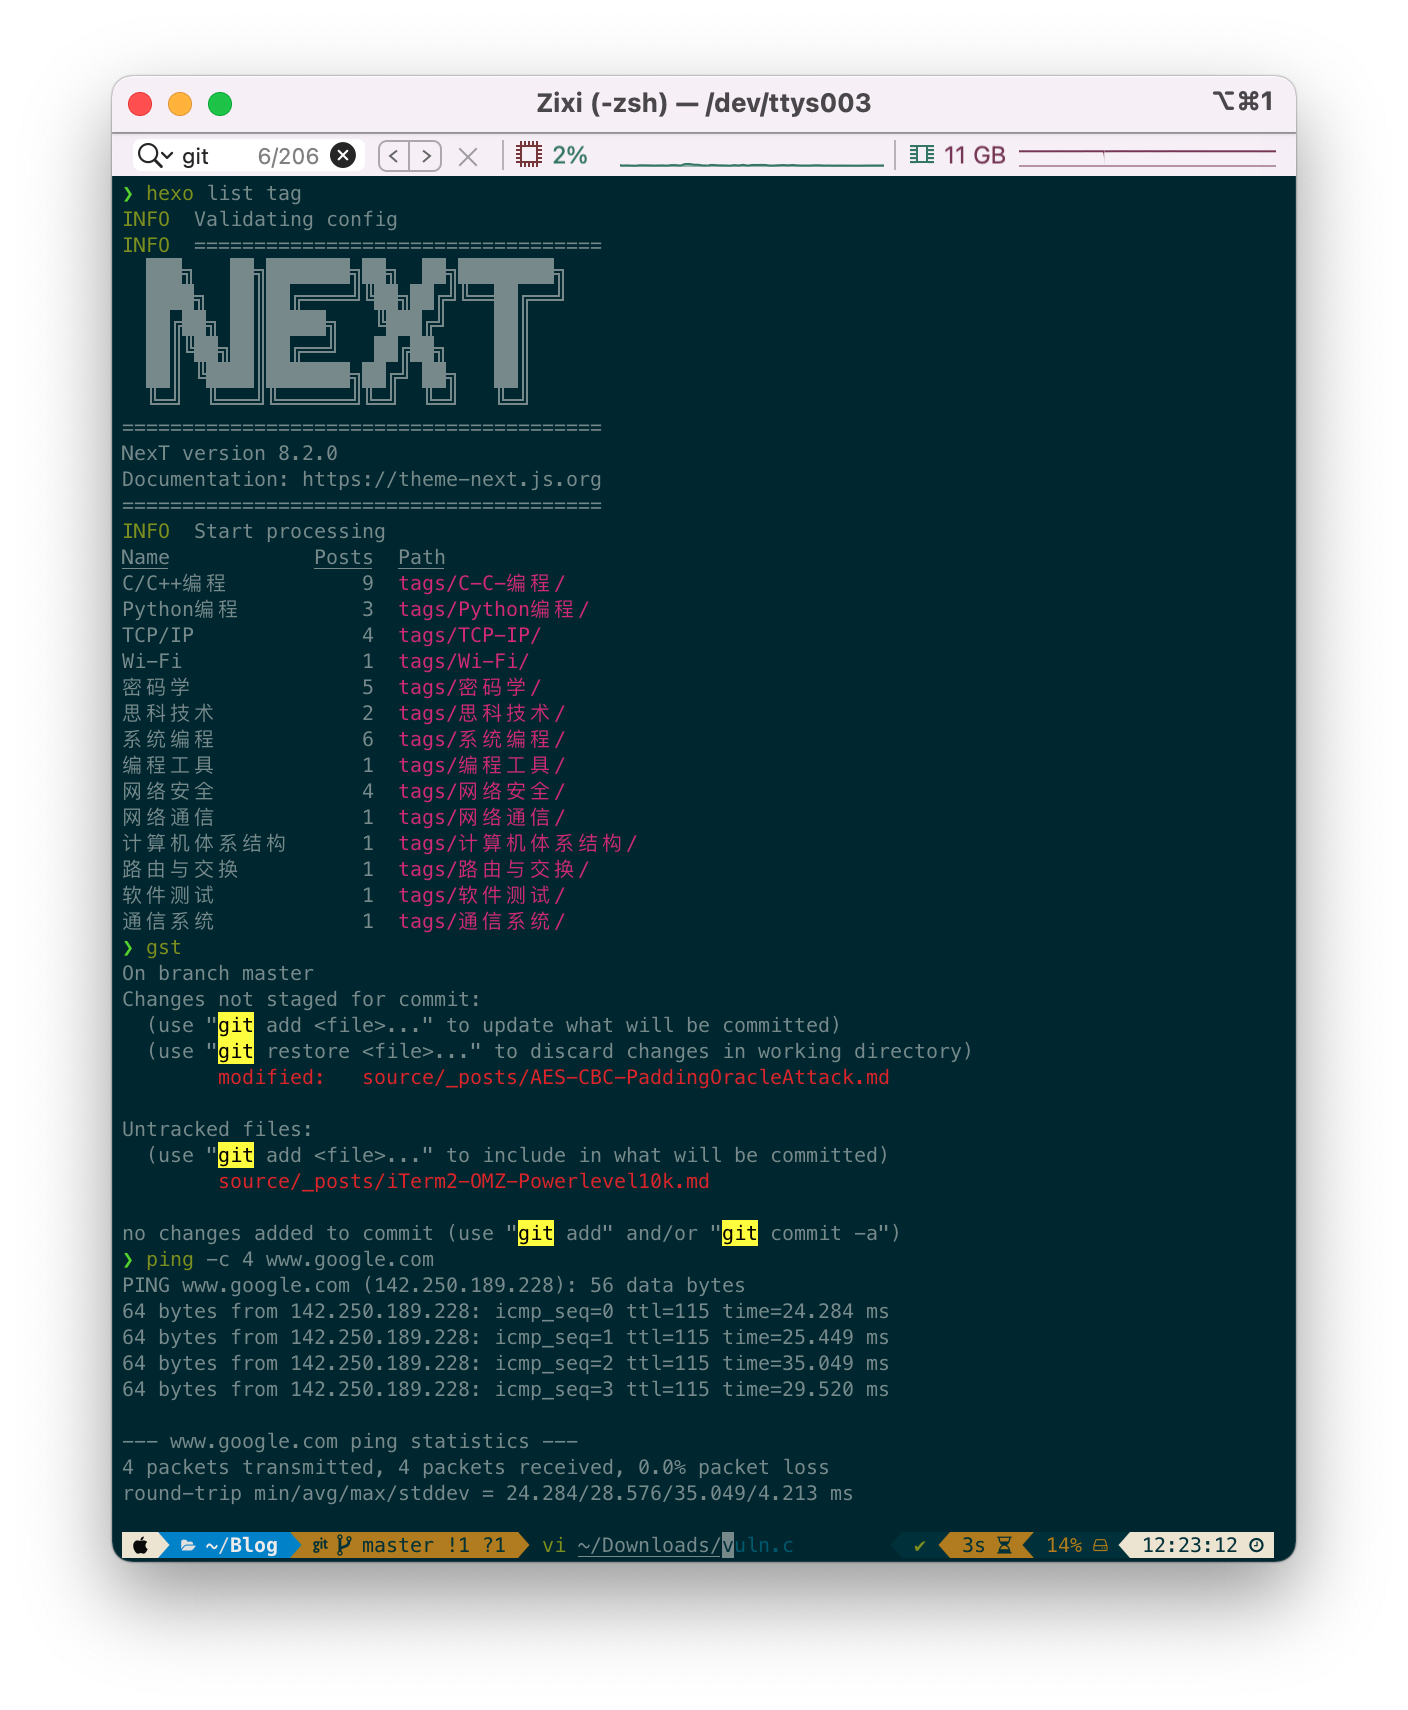 Zixi (-zsh) — /dev/ttys003 ⌥⌘1
git 6/206 2% 11 GB
❯ hexo list tag
INFO  Validating config
INFO  ==================================
NEXT
========================================
NexT version 8.2.0
Documentation: https://theme-next.js.org
========================================
INFO  Start processing
Name Posts Path
C/C++编程 9 tags/C-C-编程/
Python编程 3 tags/Python编程/
TCP/IP 4 tags/TCP-IP/
Wi-Fi 1 tags/Wi-Fi/
密码学 5 tags/密码学/
思科技术 2 tags/思科技术/
系统编程 6 tags/系统编程/
编程工具 1 tags/编程工具/
网络安全 4 tags/网络安全/
网络通信 1 tags/网络通信/
计算机体系结构 1 tags/计算机体系结构/
路由与交换 1 tags/路由与交换/
软件测试 1 tags/软件测试/
通信系统 1 tags/通信系统/
❯ gst
On branch master
Changes not staged for commit:
  (use "git add <file>..." to update what will be committed)
  (use "git restore <file>..." to discard changes in working directory)
        modified:   source/_posts/AES-CBC-PaddingOracleAttack.md
Untracked files:
  (use "git add <file>..." to include in what will be committed)
        source/_posts/iTerm2-OMZ-Powerlevel10k.md
no changes added to commit (use "git add" and/or "git commit -a")
❯ ping -c 4 www.google.com
PING www.google.com (142.250.189.228): 56 data bytes
64 bytes from 142.250.189.228: icmp_seq=0 ttl=115 time=24.284 ms
64 bytes from 142.250.189.228: icmp_seq=1 ttl=115 time=25.449 ms
64 bytes from 142.250.189.228: icmp_seq=2 ttl=115 time=35.049 ms
64 bytes from 142.250.189.228: icmp_seq=3 ttl=115 time=29.520 ms
--- www.google.com ping statistics ---
4 packets transmitted, 4 packets received, 0.0% packet loss
round-trip min/avg/max/stddev = 24.284/28.576/35.049/4.213 ms
~/Blog git master !1 ?1 vi ~/Downloads/vuln.c ✔ 3s 14% 12:23:12